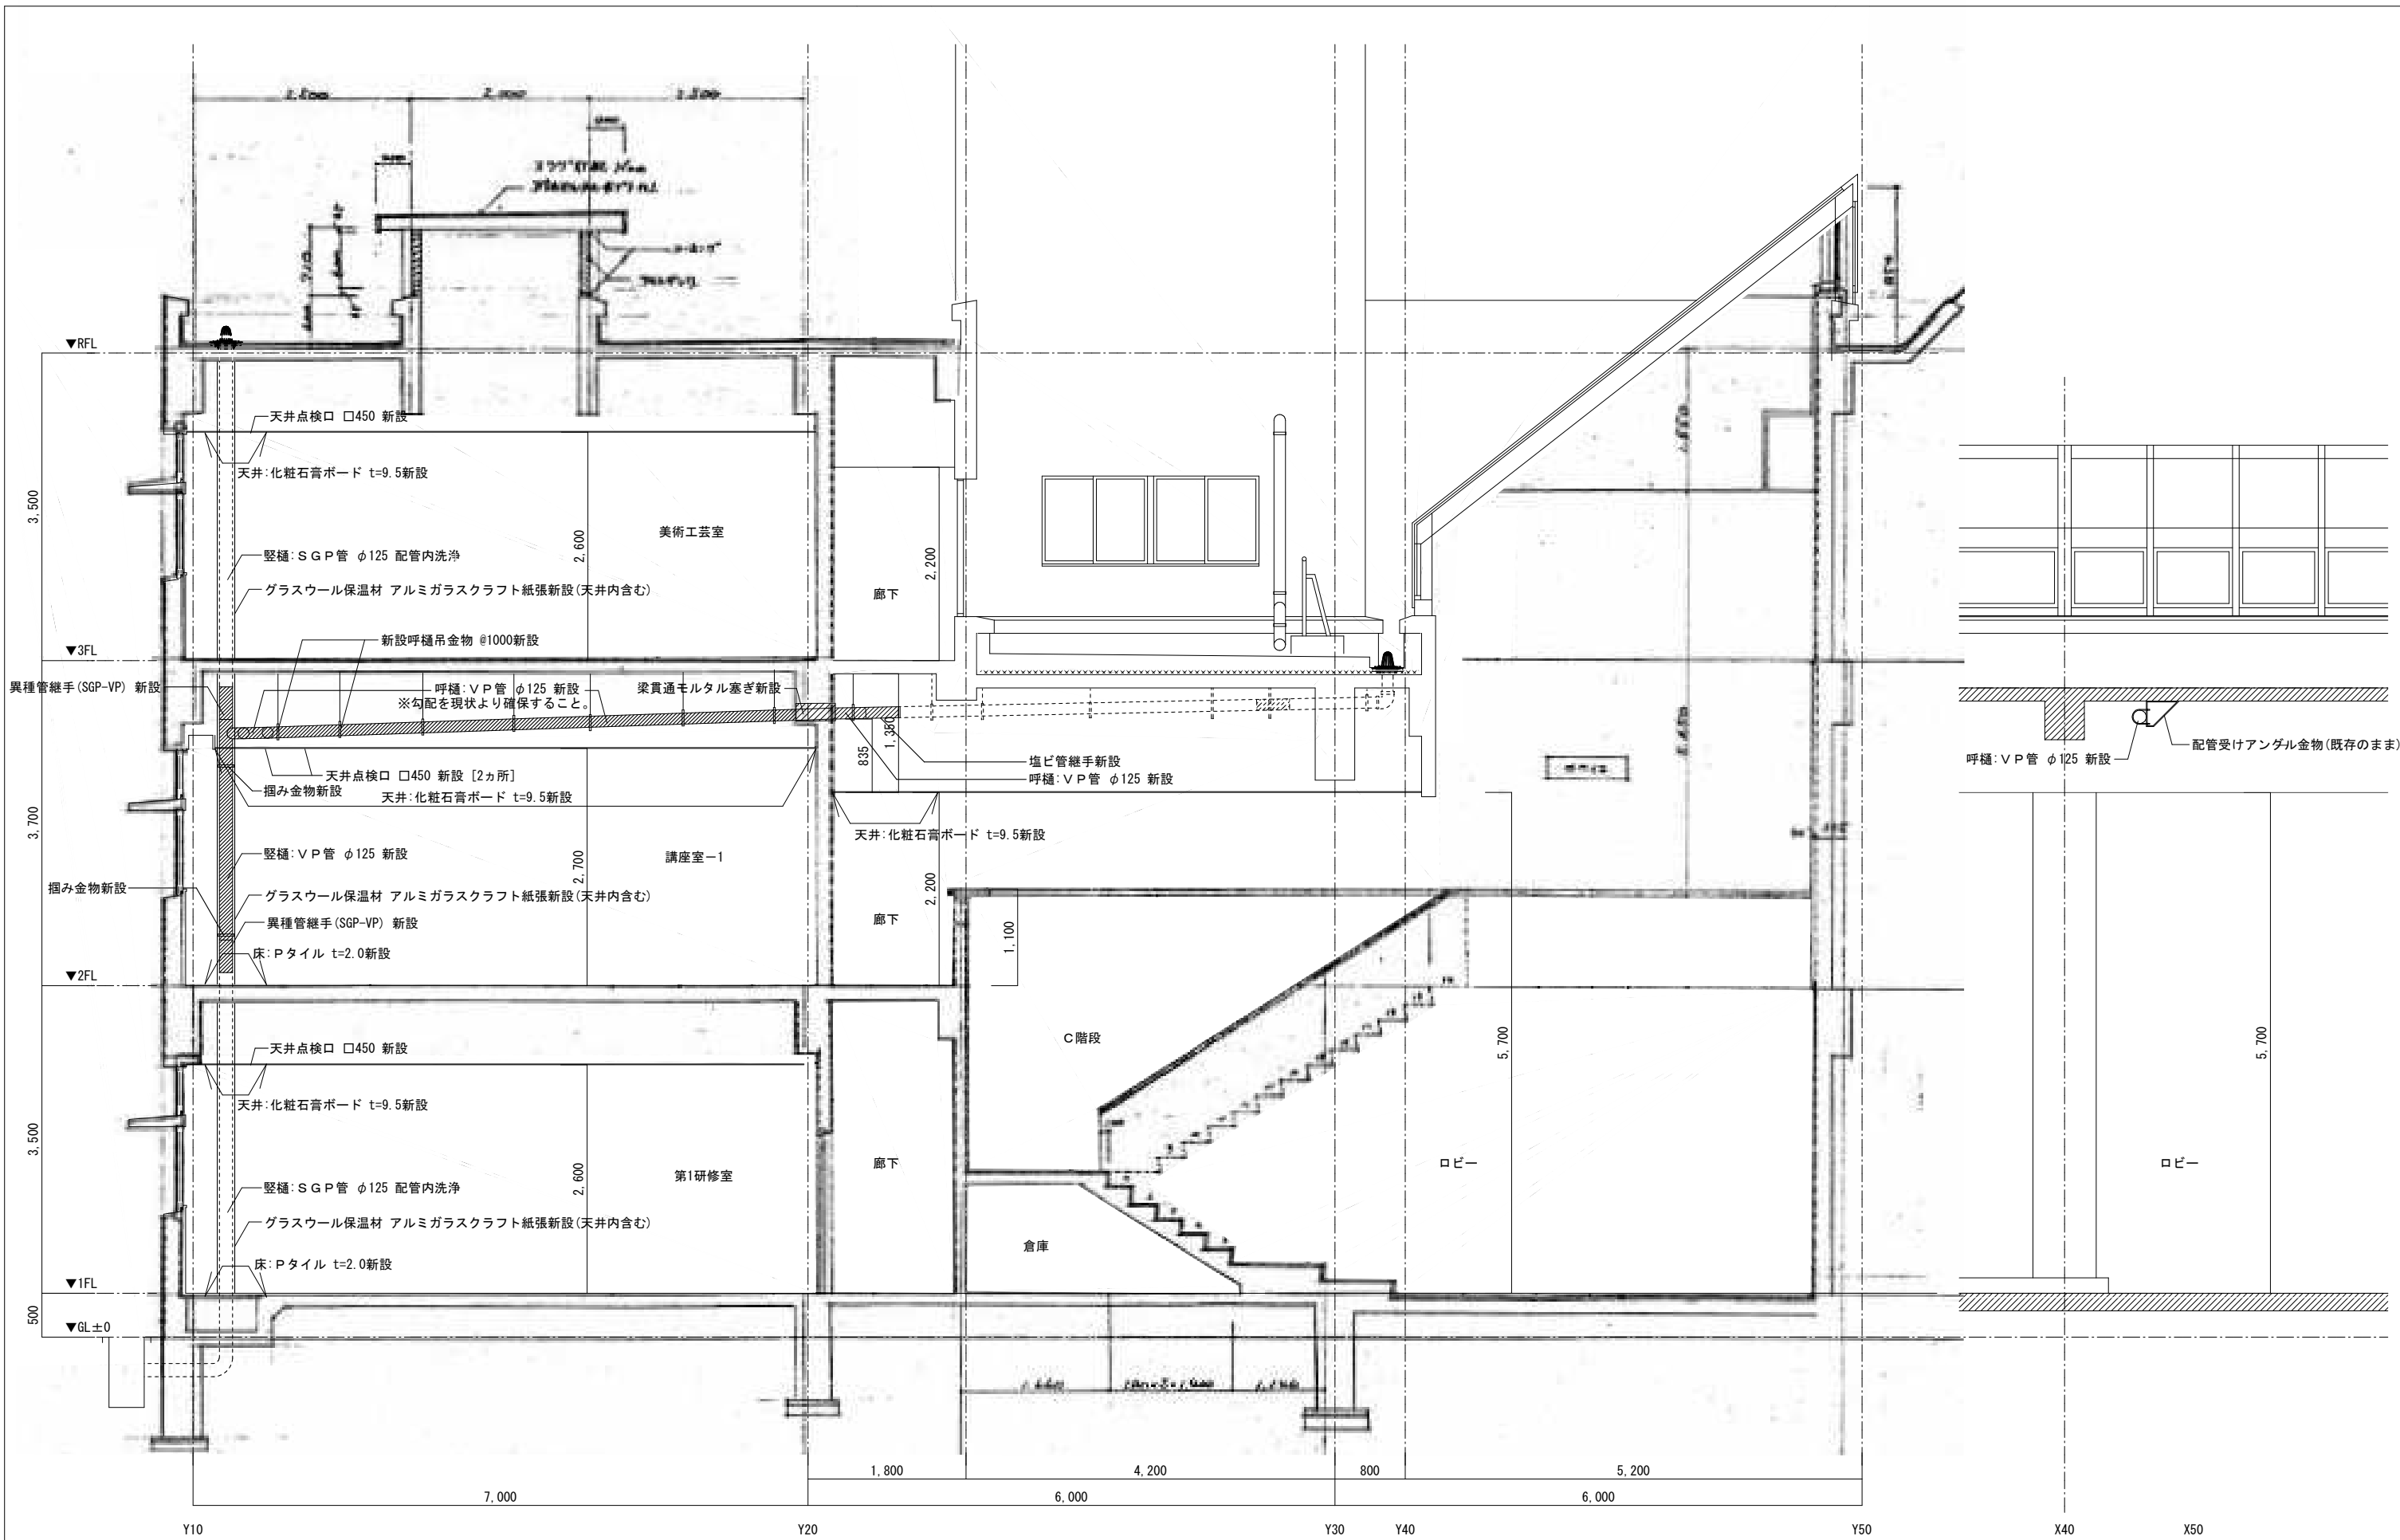 2,000
▼RFL
天井点検口 □450 新設
天井:化粧石膏ボード t=9.5新設
3,500
美術工芸室
2,600
竪樋:SGP管 φ125 配管内洗浄
グラスウール保温材 アルミガラスクラフト紙張新設(天井内含む)
廊下
2,200
新設呼樋吊金物 @1000新設
▼3FL
異種管継手(SGP-VP) 新設
呼樋:VP管 φ125 新設
※勾配を現状より確保すること。
梁貫通モルタル塞ぎ新設
835
1,350
塩ビ管継手新設
呼樋:VP管 φ125 新設
天井点検口 □450 新設 [2ヵ所]
掴み金物新設
天井:化粧石膏ボード t=9.5新設
天井:化粧石膏ボード t=9.5新設
配管受けアングル金物(既存のまま)
呼樋:VP管 φ125 新設
3,700
竪樋:VP管 φ125 新設
2,700
講座室-1
掴み金物新設
グラスウール保温材 アルミガラスクラフト紙張新設(天井内含む)
異種管継手(SGP-VP) 新設
床:Pタイル t=2.0新設
2,200
廊下
1,100
▼2FL
C階段
5,700
5,700
天井点検口 □450 新設
天井:化粧石膏ボード t=9.5新設
3,500
2,600
第1研修室
廊下
ロビー
ロビー
竪樋:SGP管 φ125 配管内洗浄
グラスウール保温材 アルミガラスクラフト紙張新設(天井内含む)
倉庫
床:Pタイル t=2.0新設
▼1FL
500
▼GL±0
1,800
4,200
800
5,200
7,000
6,000
6,000
Y10
Y20
Y30
Y40
Y50
X40
X50